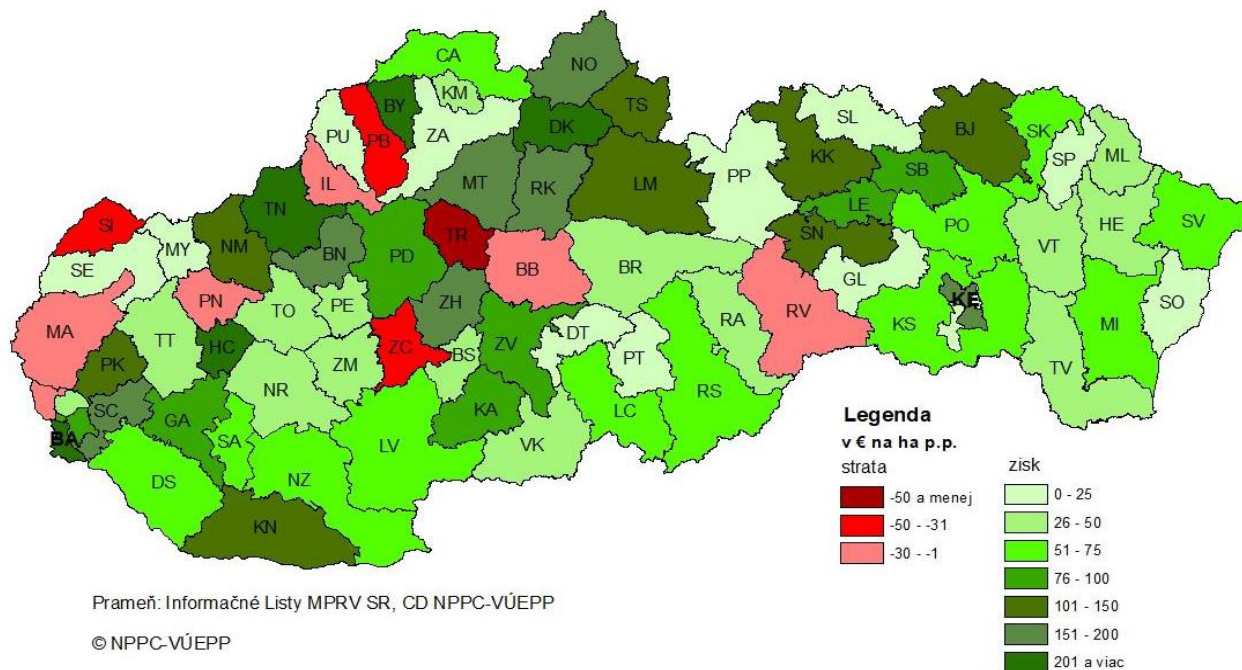 CA
NO
KM
BY
TS
PU
PB
ZA
DK
SL
BJ
SK
SP
ML
KK
PP
SB
IL
MT
RK
LM
LE
TN
HE
SV
SI
NM
BN
PD
TR
SN
PO
VT
MY
SE
BB
BR
GL
PN
TO
PE
ZH
KE
SO
MA
RA
RV
KS
MI
TT
HC
ZC
BS
ZV
DT
PT
PK
NR
ZM
TV
SC
GA
SA
KA
LC
RS
BA
LV
VK
DS
NZ
KN
Legenda
v € na ha p.p.
strata
-50 a menej
-50 - -31
-30 - -1
zisk
0 - 25
26 - 50
51 - 75
76 - 100
101 - 150
151 - 200
201 a viac
Prameň: Informačné Listy MPRV SR, CD NPPC-VÚEPP
© NPPC-VÚEPP